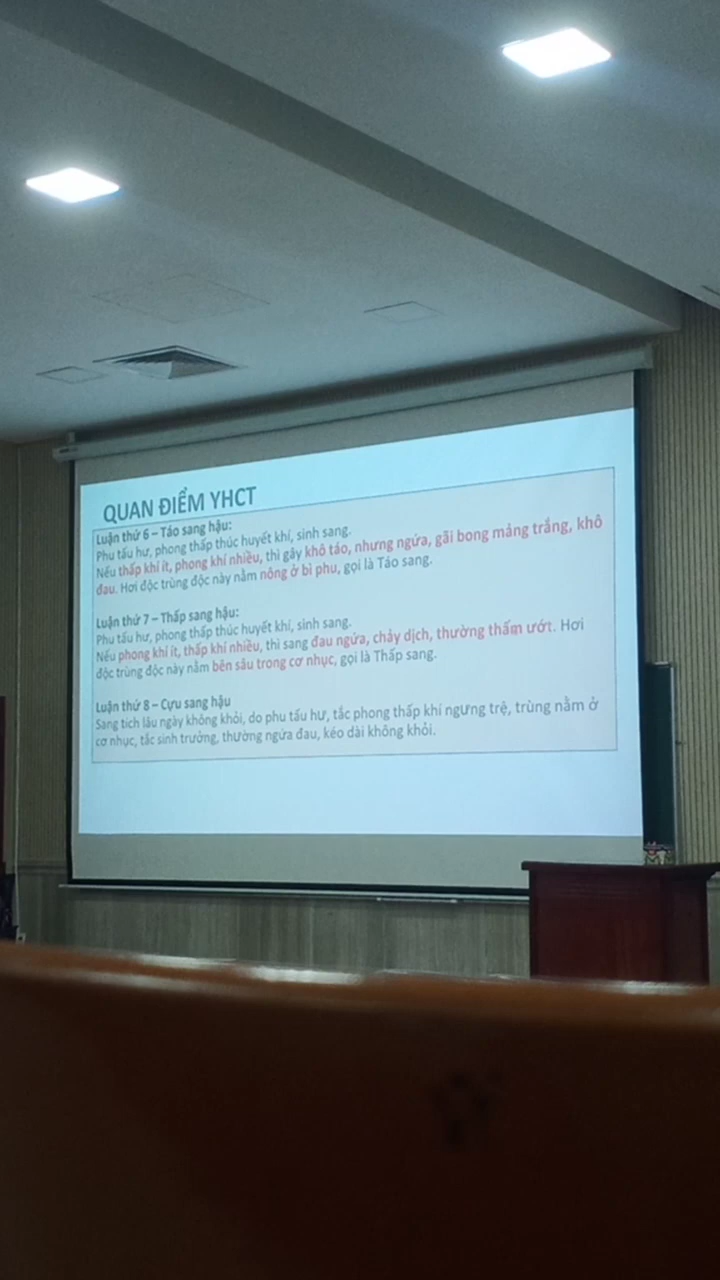 QUAN ĐIỂM YHCT
Luận thứ 6 – Táo sang hậu:
Phu tấu hư, phong thấp thúc huyết khí, sinh sang.
Nếu thấp khí ít, phong khí nhiều, thì gây khô táo, nhưng ngứa, gãi bong mảng trắng, khô
đau. Hơi độc trùng độc này nằm nông ở bì phu, gọi là Táo sang.
Luận thứ 7 – Thấp sang hậu:
Phu tấu hư, phong thấp thúc huyết khí, sinh sang.
Nếu phong khí ít, thấp khí nhiều, thì sang đau ngứa, chảy dịch, thường thấm ướt. Hơi
độc trùng độc này nằm bên sâu trong cơ nhục, gọi là Thấp sang.
Luận thứ 8 – Cựu sang hậu
Sang tích lâu ngày không khỏi, do phu tấu hư, tắc phong thấp khí ngưng trệ, trùng nằm ở
cơ nhục, tắc sinh trưởng, thường ngứa đau, kéo dài không khỏi.